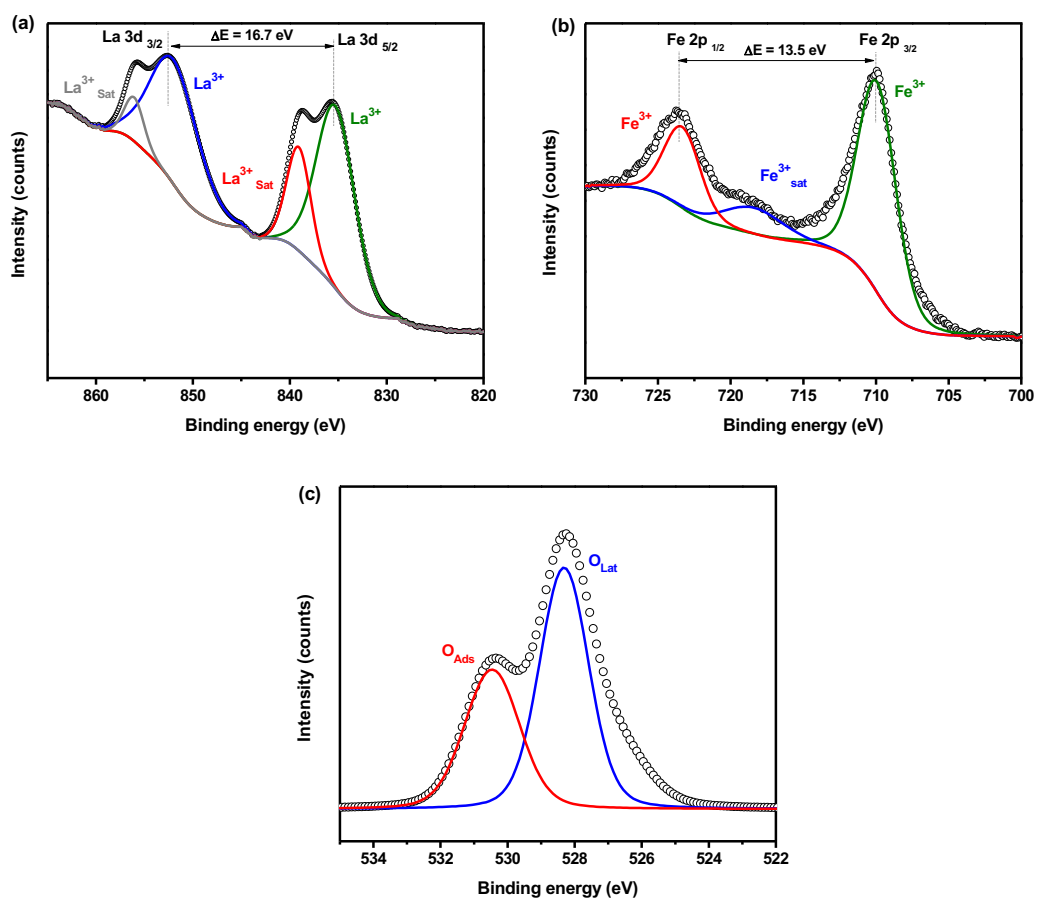 (a)
La 3d 3/2
ΔE = 16.7 eV
La 3d 5/2
La3+ Sat
La3+
La3+
La3+ Sat
Intensity (counts)
860 850 840 830 820
Binding energy (eV)
(b)
Fe 2p 1/2
ΔE = 13.5 eV
Fe 2p 3/2
Fe3+
Fe3+
Fe3+ sat
Intensity (counts)
730 725 720 715 710 705 700
Binding energy (eV)
(c)
OLat
OAds
Intensity (counts)
534 532 530 528 526 524 522
Binding energy (eV)